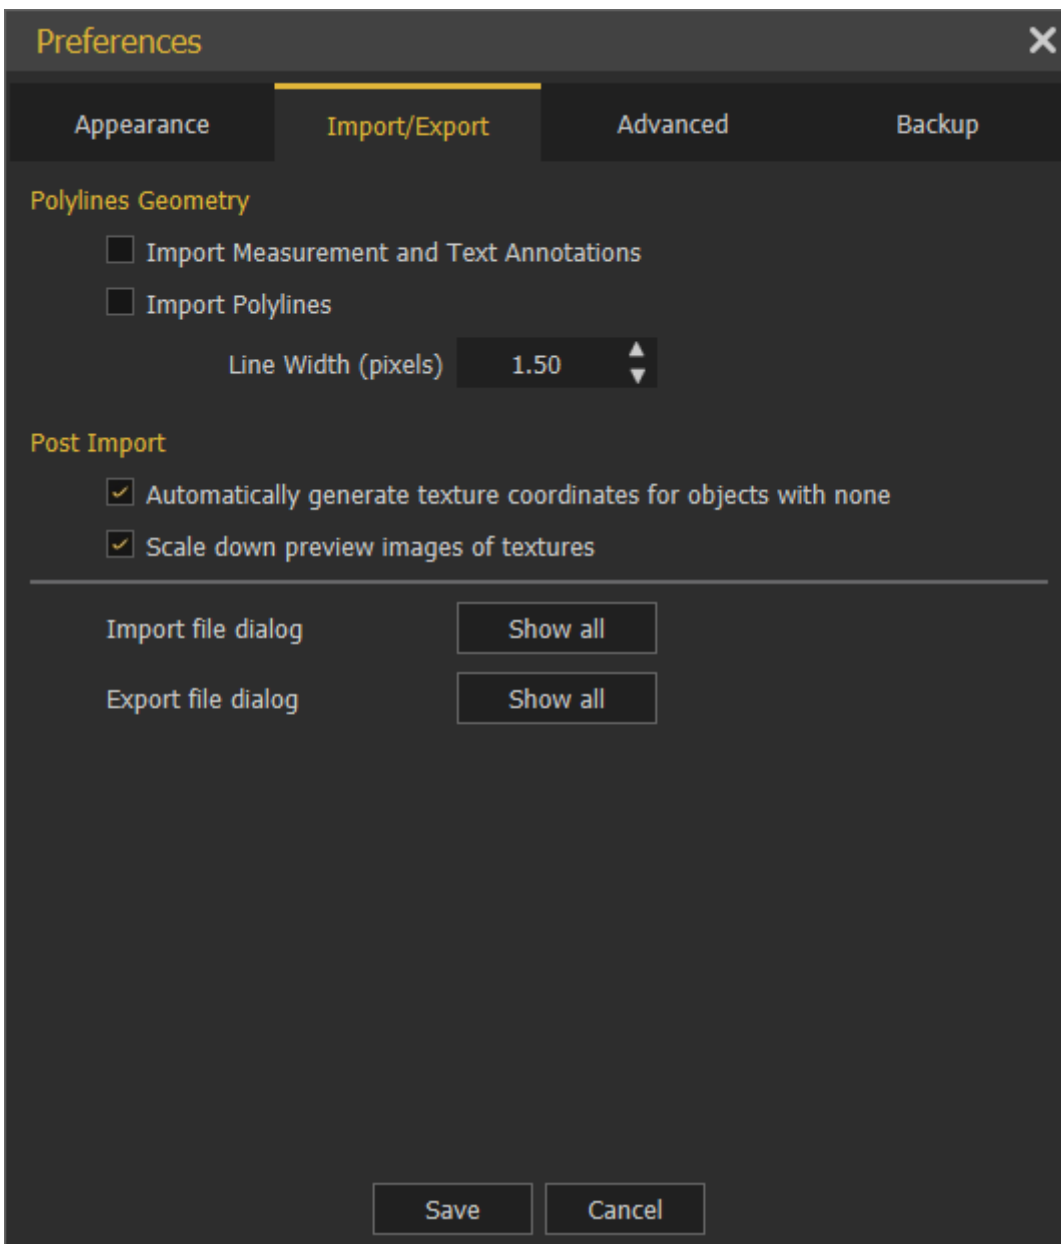 Preferences
Appearance Import/Export Advanced Backup
Polylines Geometry
Import Measurement and Text Annotations
Import Polylines
Line Width (pixels) 1.50
Post Import
Automatically generate texture coordinates for objects with none
Scale down preview images of textures
Import file dialog Show all
Export file dialog Show all
Save Cancel